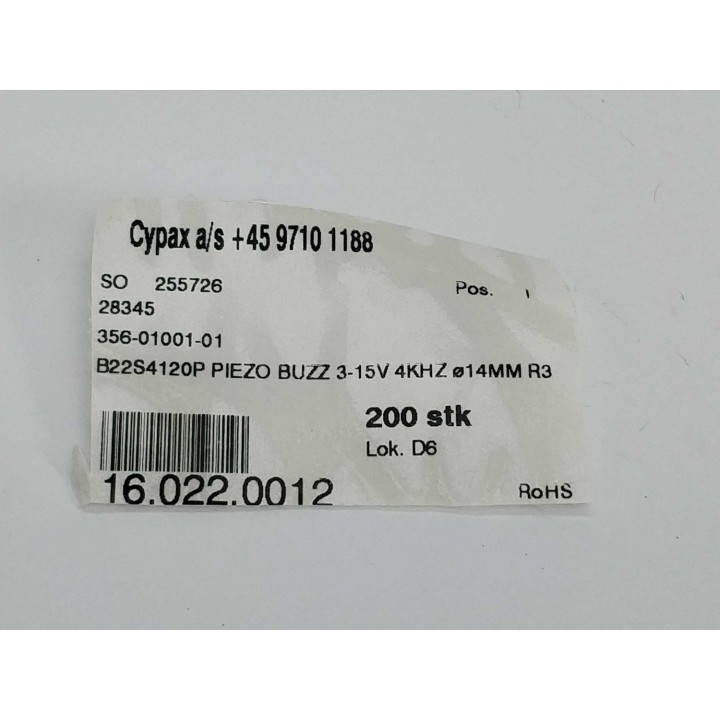 Cypax a/s +45 9710 1188
SO 255726 Pos. 1
28345
356-01001-01
B22S4120P PIEZO BUZZ 3-15V 4KHZ ø14MM R3
200 stk
Lok. D6
16.022.0012
RoHS